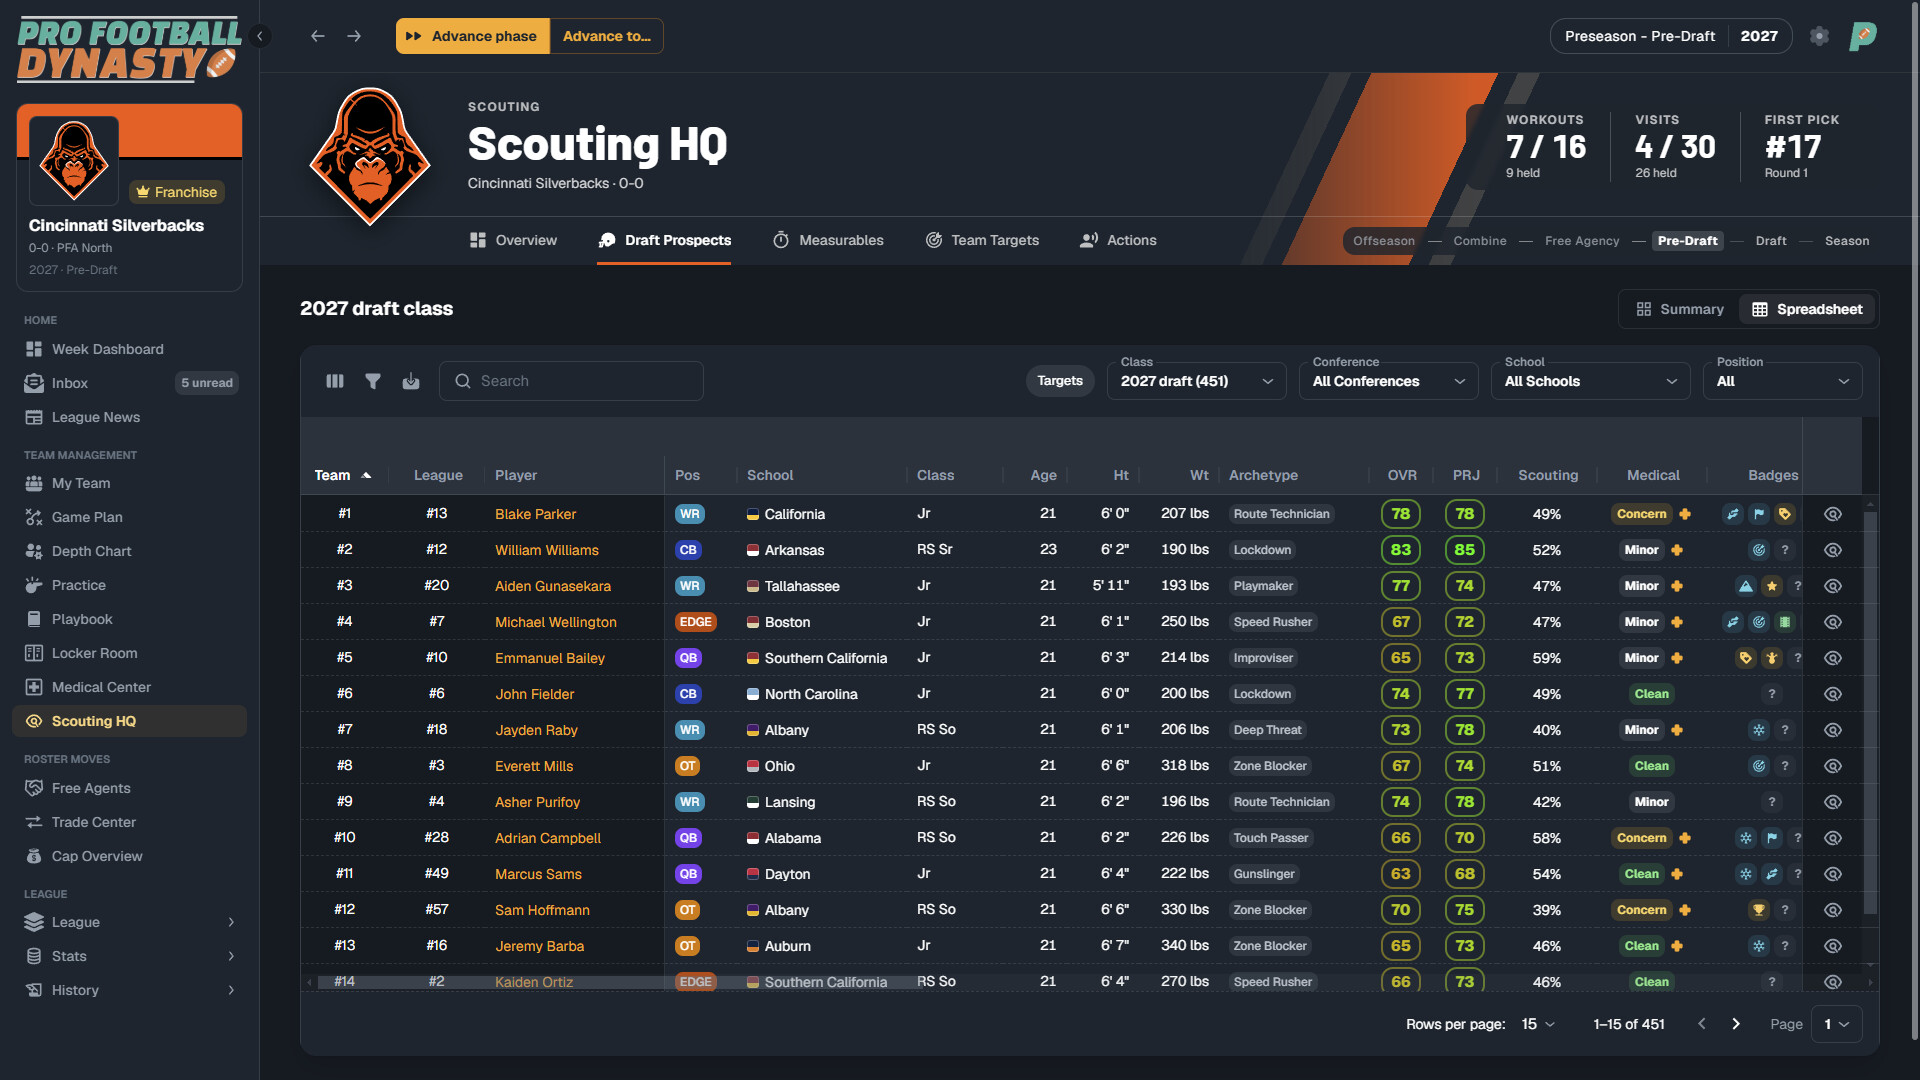 PRO FOOTBALL
DYNASTY
Franchise
Cincinnati Silverbacks
0-0 · PFA North
2027 · Pre-Draft
HOME
Week Dashboard
Inbox 5 unread
League News
TEAM MANAGEMENT
My Team
Game Plan
Depth Chart
Practice
Playbook
Locker Room
Medical Center
Scouting HQ
ROSTER MOVES
Free Agents
Trade Center
Cap Overview
LEAGUE
League
Stats
History
Advance phase Advance to...
Preseason - Pre-Draft 2027
SCOUTING
Scouting HQ
Cincinnati Silverbacks · 0-0
WORKOUTS VISITS FIRST PICK
7 / 16 4 / 30 #17
9 held 26 held Round 1
Overview Draft Prospects Measurables Team Targets Actions
Offseason — Combine — Free Agency — Pre-Draft — Draft — Season
2027 draft class
Summary Spreadsheet
Search
Targets
Class
2027 draft (451)
Conference
All Conferences
School
All Schools
Position
All
Team League Player Pos School Class Age Ht Wt Archetype OVR PRJ Scouting Medical Badges
#1 #13 Blake Parker WR California Jr 21 6' 0" 207 lbs Route Technician 78 78 49% Concern
#2 #12 William Williams CB Arkansas RS Sr 23 6' 2" 190 lbs Lockdown 83 85 52% Minor ?
#3 #20 Aiden Gunasekara WR Tallahassee Jr 21 5' 11" 193 lbs Playmaker 77 74 47% Minor ?
#4 #7 Michael Wellington EDGE Boston Jr 21 6' 1" 250 lbs Speed Rusher 67 72 47% Minor
#5 #10 Emmanuel Bailey QB Southern California Jr 21 6' 3" 214 lbs Improviser 65 73 59% Minor ?
#6 #6 John Fielder CB North Carolina Jr 21 6' 0" 200 lbs Lockdown 74 77 49% Clean ?
#7 #18 Jayden Raby WR Albany RS So 21 6' 1" 206 lbs Deep Threat 73 78 40% Minor ?
#8 #3 Everett Mills OT Ohio Jr 21 6' 6" 318 lbs Zone Blocker 67 74 51% Clean ?
#9 #4 Asher Purifoy WR Lansing RS So 21 6' 2" 196 lbs Route Technician 74 78 42% Minor ?
#10 #28 Adrian Campbell QB Alabama RS So 21 6' 2" 226 lbs Touch Passer 66 70 58% Concern ?
#11 #49 Marcus Sams QB Dayton Jr 21 6' 4" 222 lbs Gunslinger 63 68 54% Clean ?
#12 #57 Sam Hoffmann OT Albany RS So 21 6' 6" 330 lbs Zone Blocker 70 75 39% Concern ?
#13 #16 Jeremy Barba OT Auburn Jr 21 6' 7" 340 lbs Zone Blocker 65 73 46% Clean ?
#14 #2 Kaiden Ortiz EDGE Southern California RS So 21 6' 4" 270 lbs Speed Rusher 66 73 46% Clean ?
Rows per page: 15 1–15 of 451 Page 1